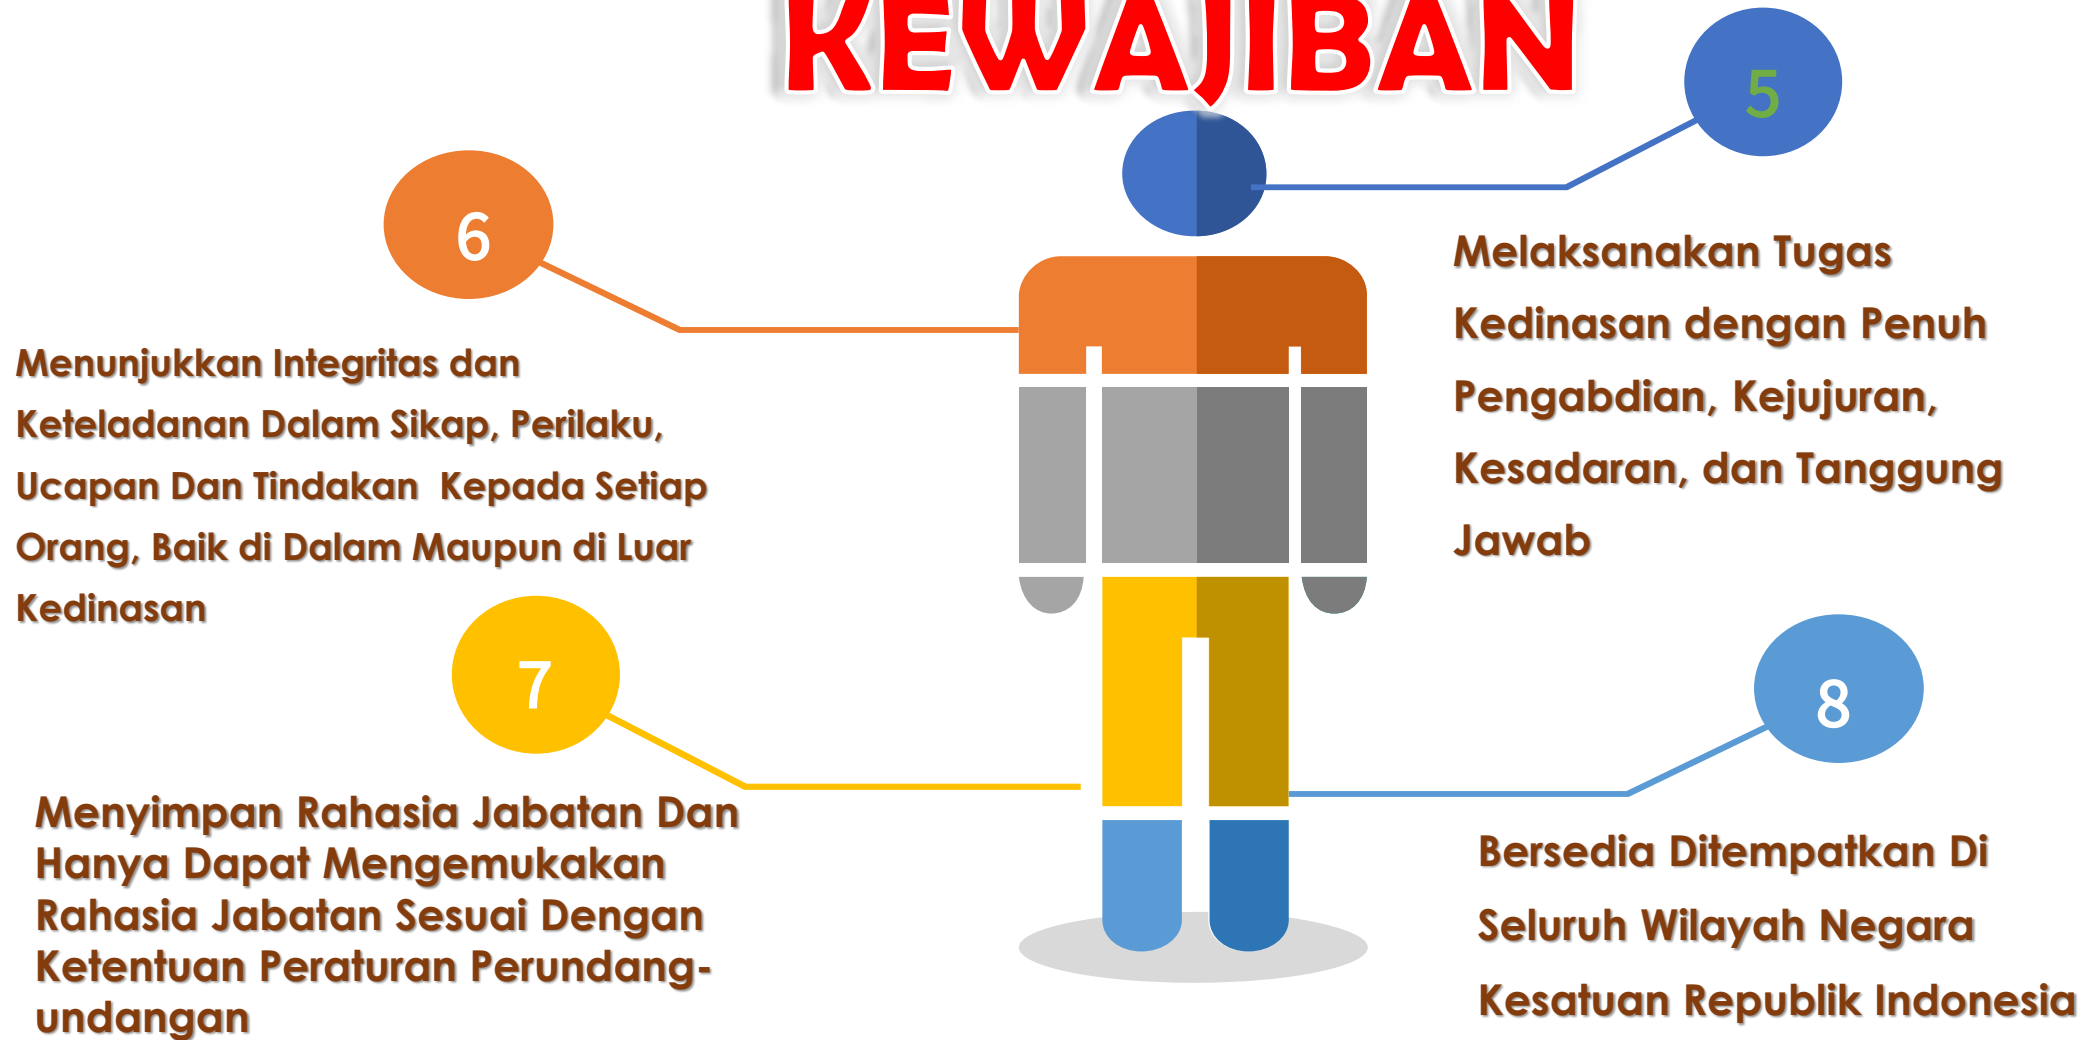 KEWAJIBAN
5
Melaksanakan Tugas
Kedinasan dengan Penuh
Pengabdian, Kejujuran,
Kesadaran, dan Tanggung
Jawab
6
Menunjukkan Integritas dan
Keteladanan Dalam Sikap, Perilaku,
Ucapan Dan Tindakan Kepada Setiap
Orang, Baik di Dalam Maupun di Luar
Kedinasan
7
Menyimpan Rahasia Jabatan Dan
Hanya Dapat Mengemukakan
Rahasia Jabatan Sesuai Dengan
Ketentuan Peraturan Perundang-
undangan
8
Bersedia Ditempatkan Di
Seluruh Wilayah Negara
Kesatuan Republik Indonesia